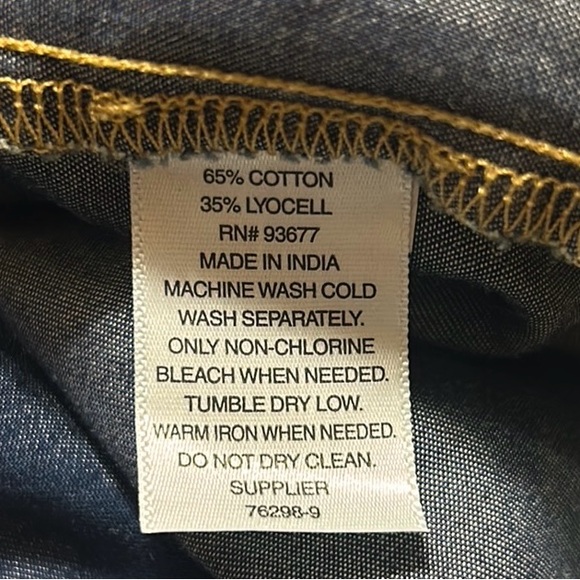 65% COTTON
35% LYOCELL
RN# 93677
MADE IN INDIA
MACHINE WASH COLD
WASH SEPARATELY.
ONLY NON-CHLORINE
BLEACH WHEN NEEDED.
TUMBLE DRY LOW.
WARM IRON WHEN NEEDED.
DO NOT DRY CLEAN.
SUPPLIER
76298-9